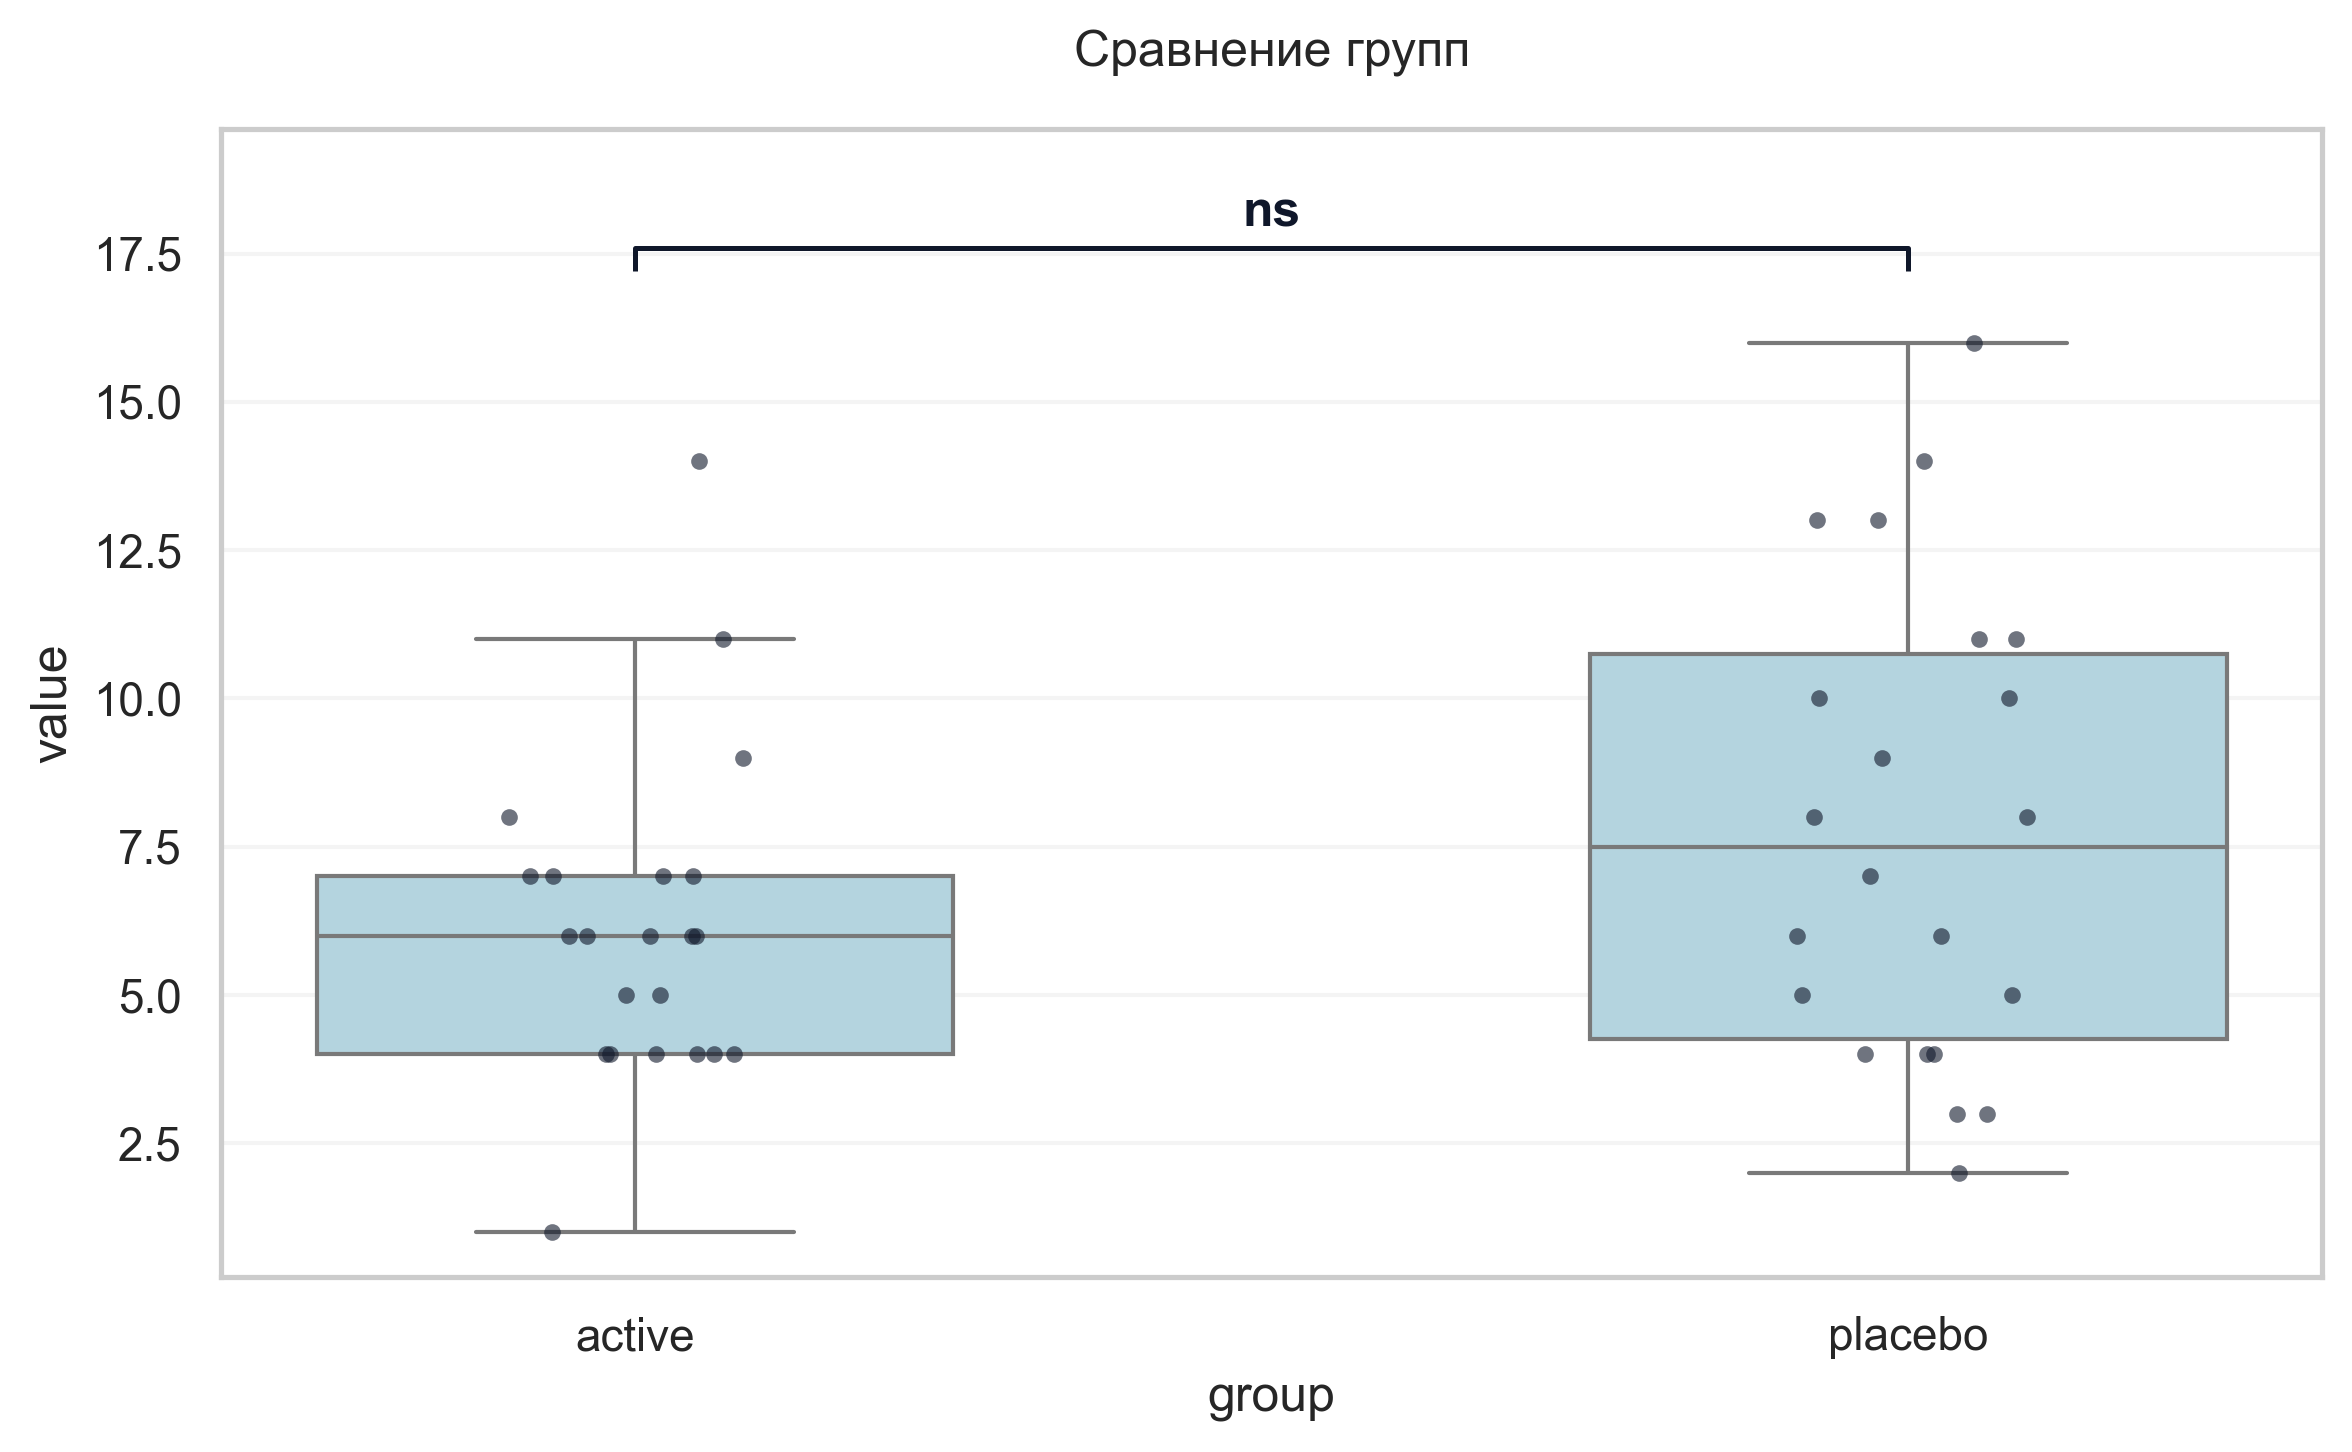 Сравнение групп
ns
17.5
15.0
12.5
10.0
7.5
5.0
2.5
value
active
placebo
group